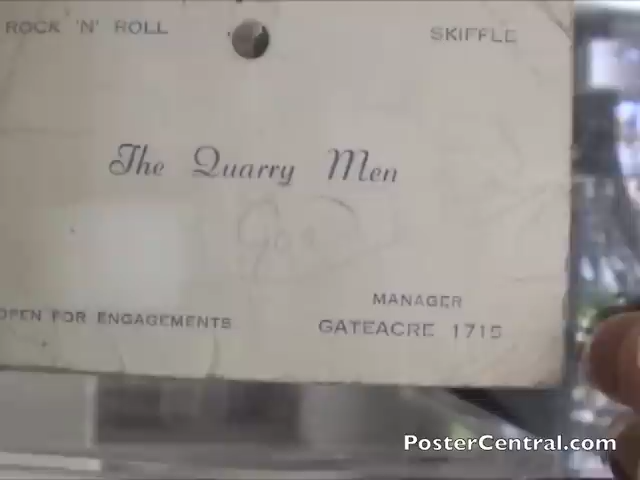 ROCK 'N' ROLL SKIFFLE
The Quarry Men
OPEN FOR ENGAGEMENTS
MANAGER
GATEACRE 1715
PosterCentral.com